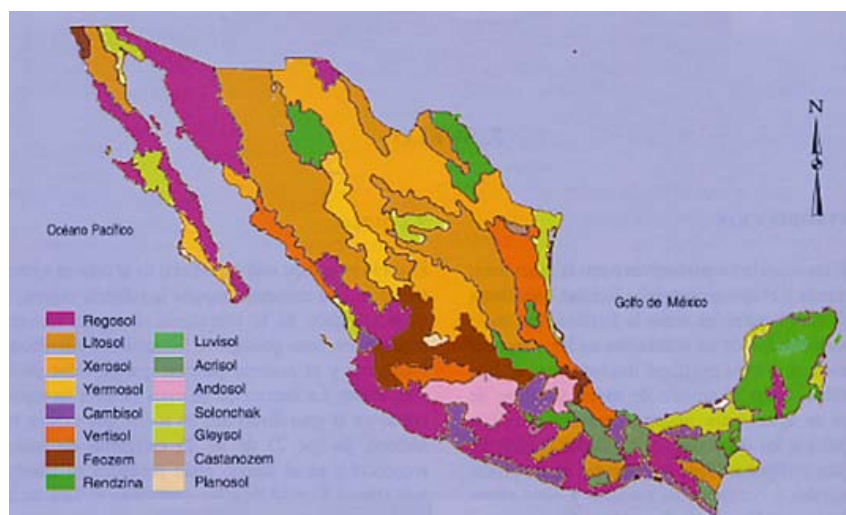 N
Océano Pacífico
Golfo de México
Regosol
Litosol
Xerosol
Yermosol
Cambisol
Vertisol
Feozem
Rendzina
Luvisol
Acrisol
Andosol
Solonchak
Gleysol
Castanozem
Planosol